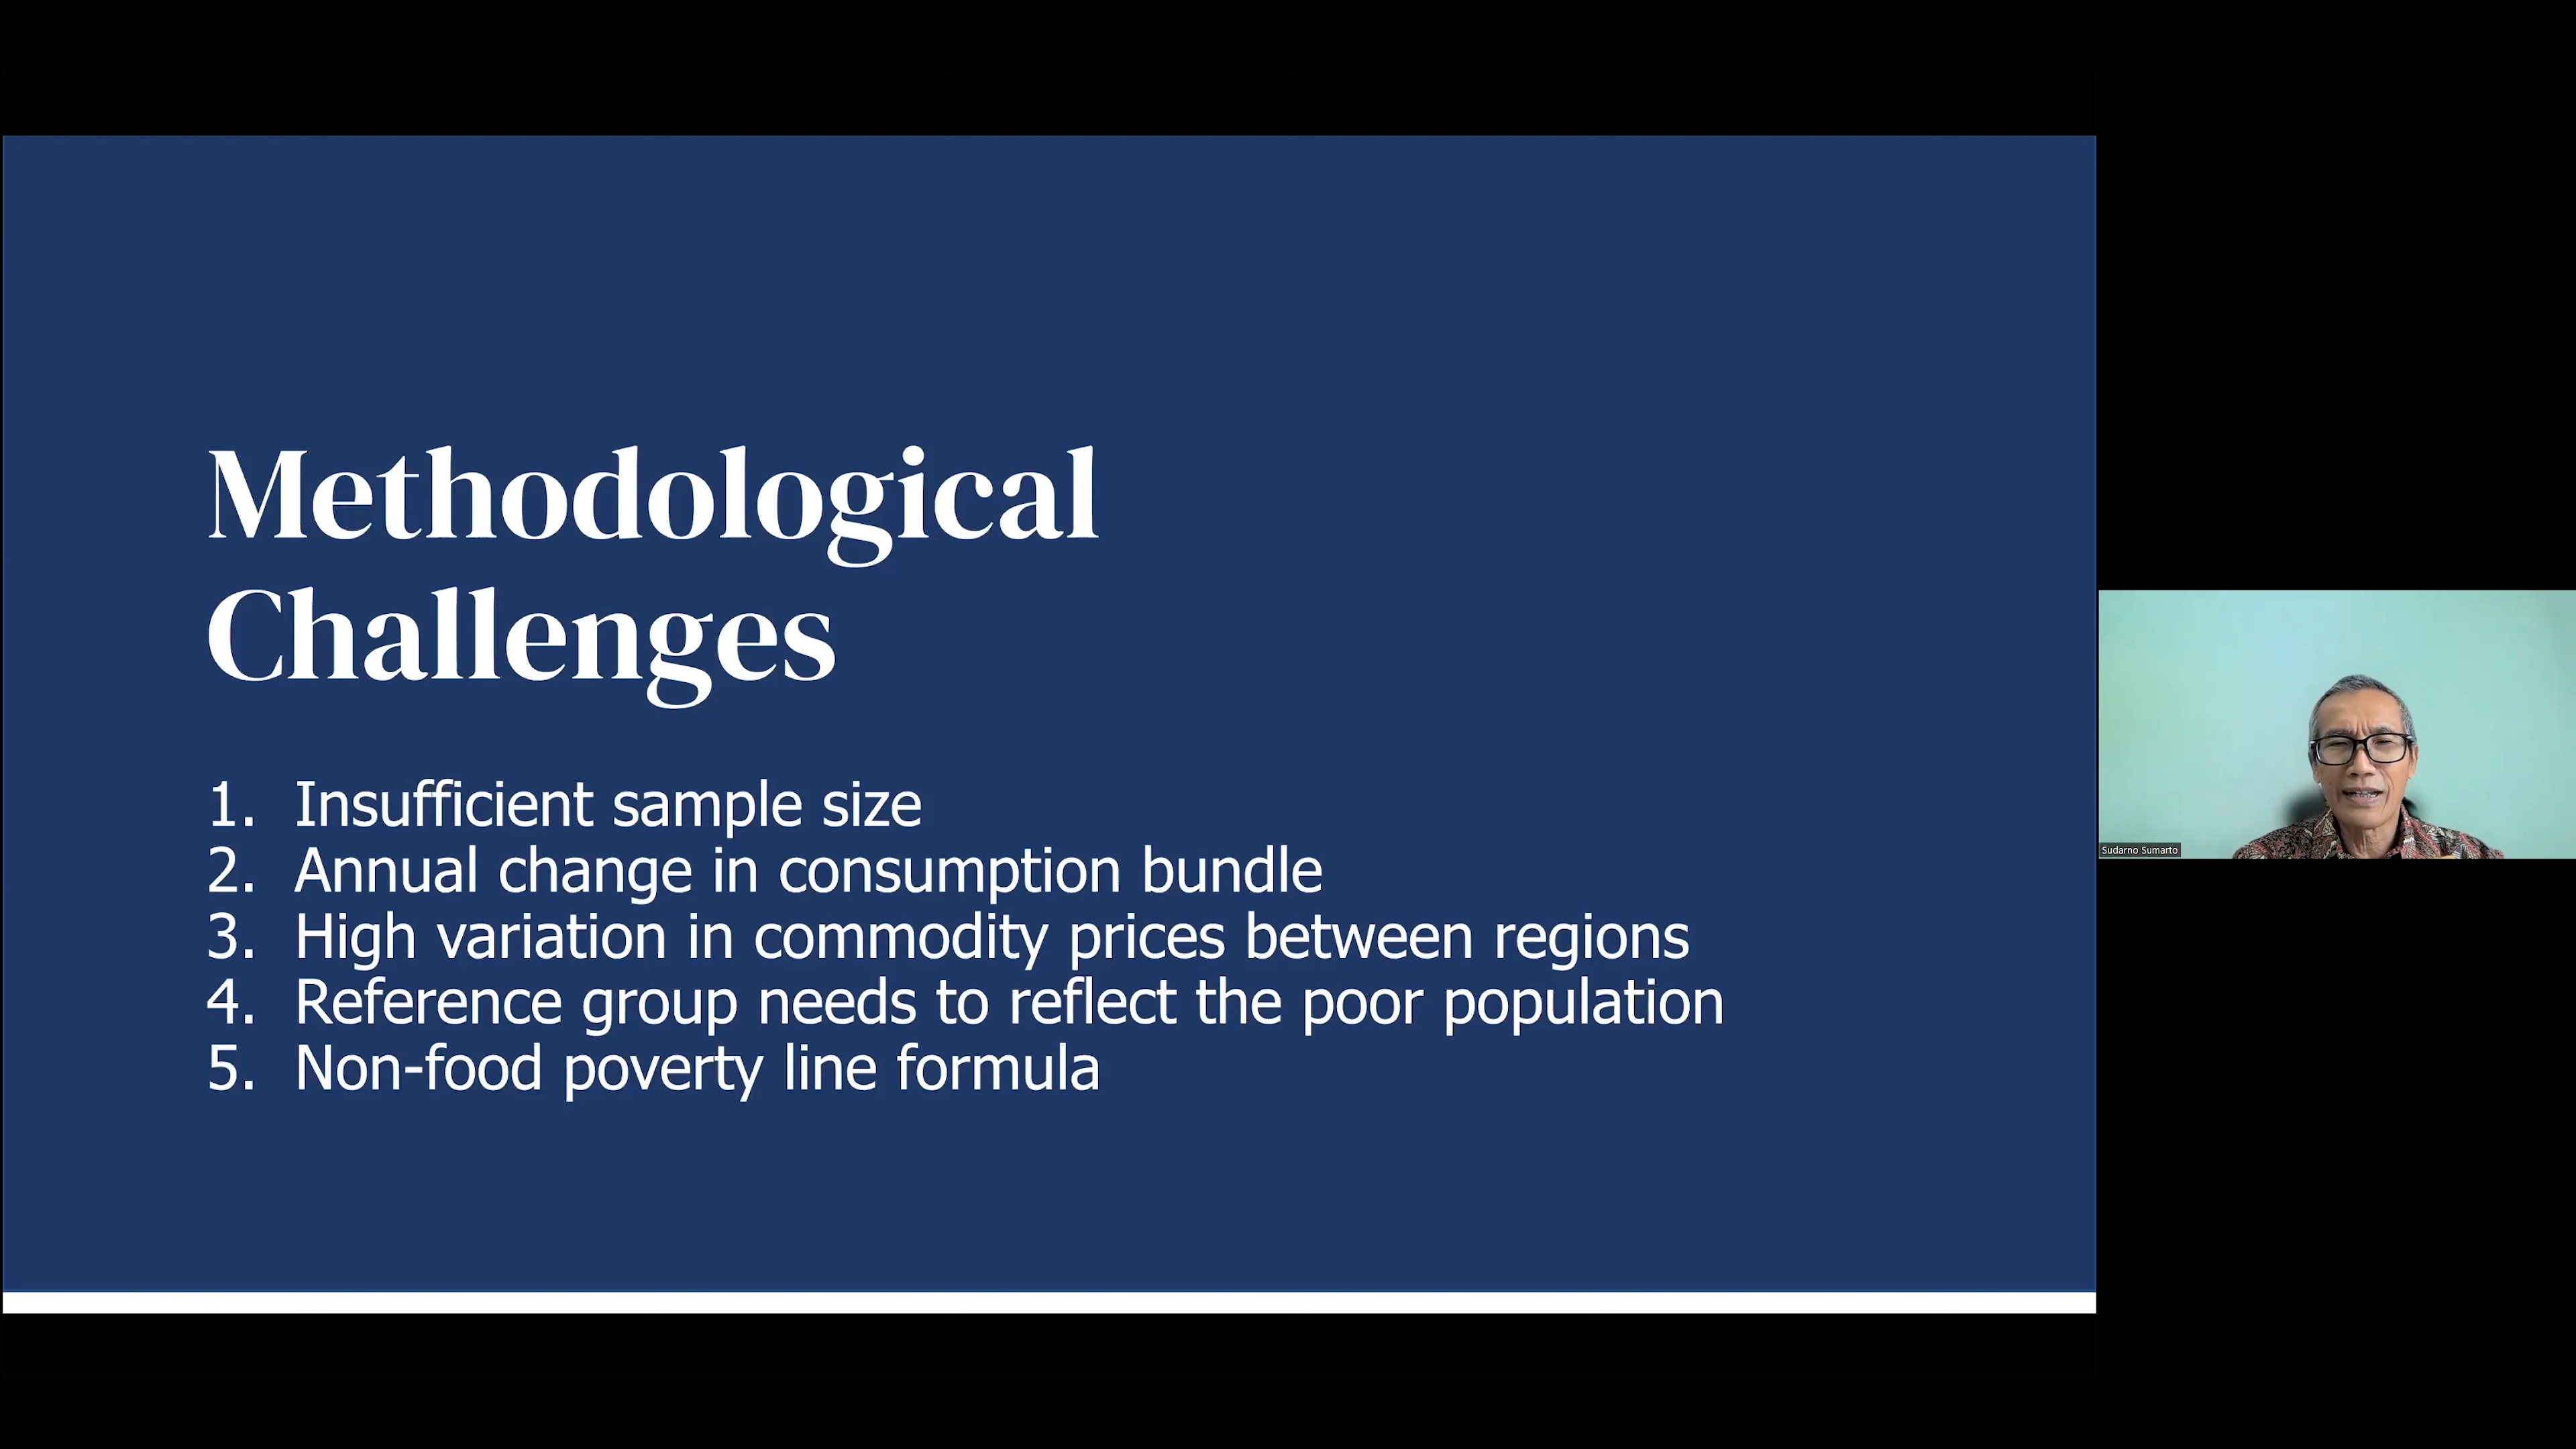 Methodological
Challenges
1. Insufficient sample size
2. Annual change in consumption bundle
3. High variation in commodity prices between regions
4. Reference group needs to reflect the poor population
5. Non-food poverty line formula
Sudarno Sumarto